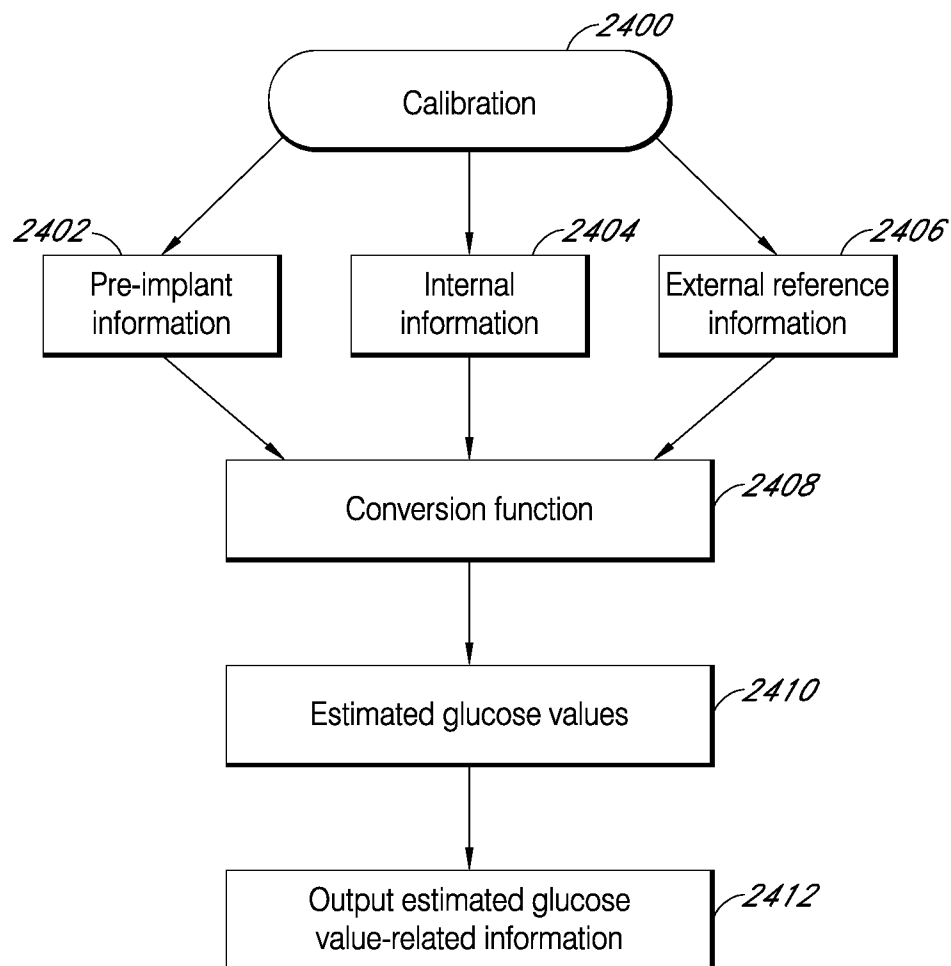 2400
Calibration
2402
2404
2406
Pre-implant
information
Internal
information
External reference
information
2408
Conversion function
2410
Estimated glucose values
2412
Output estimated glucose
value-related information